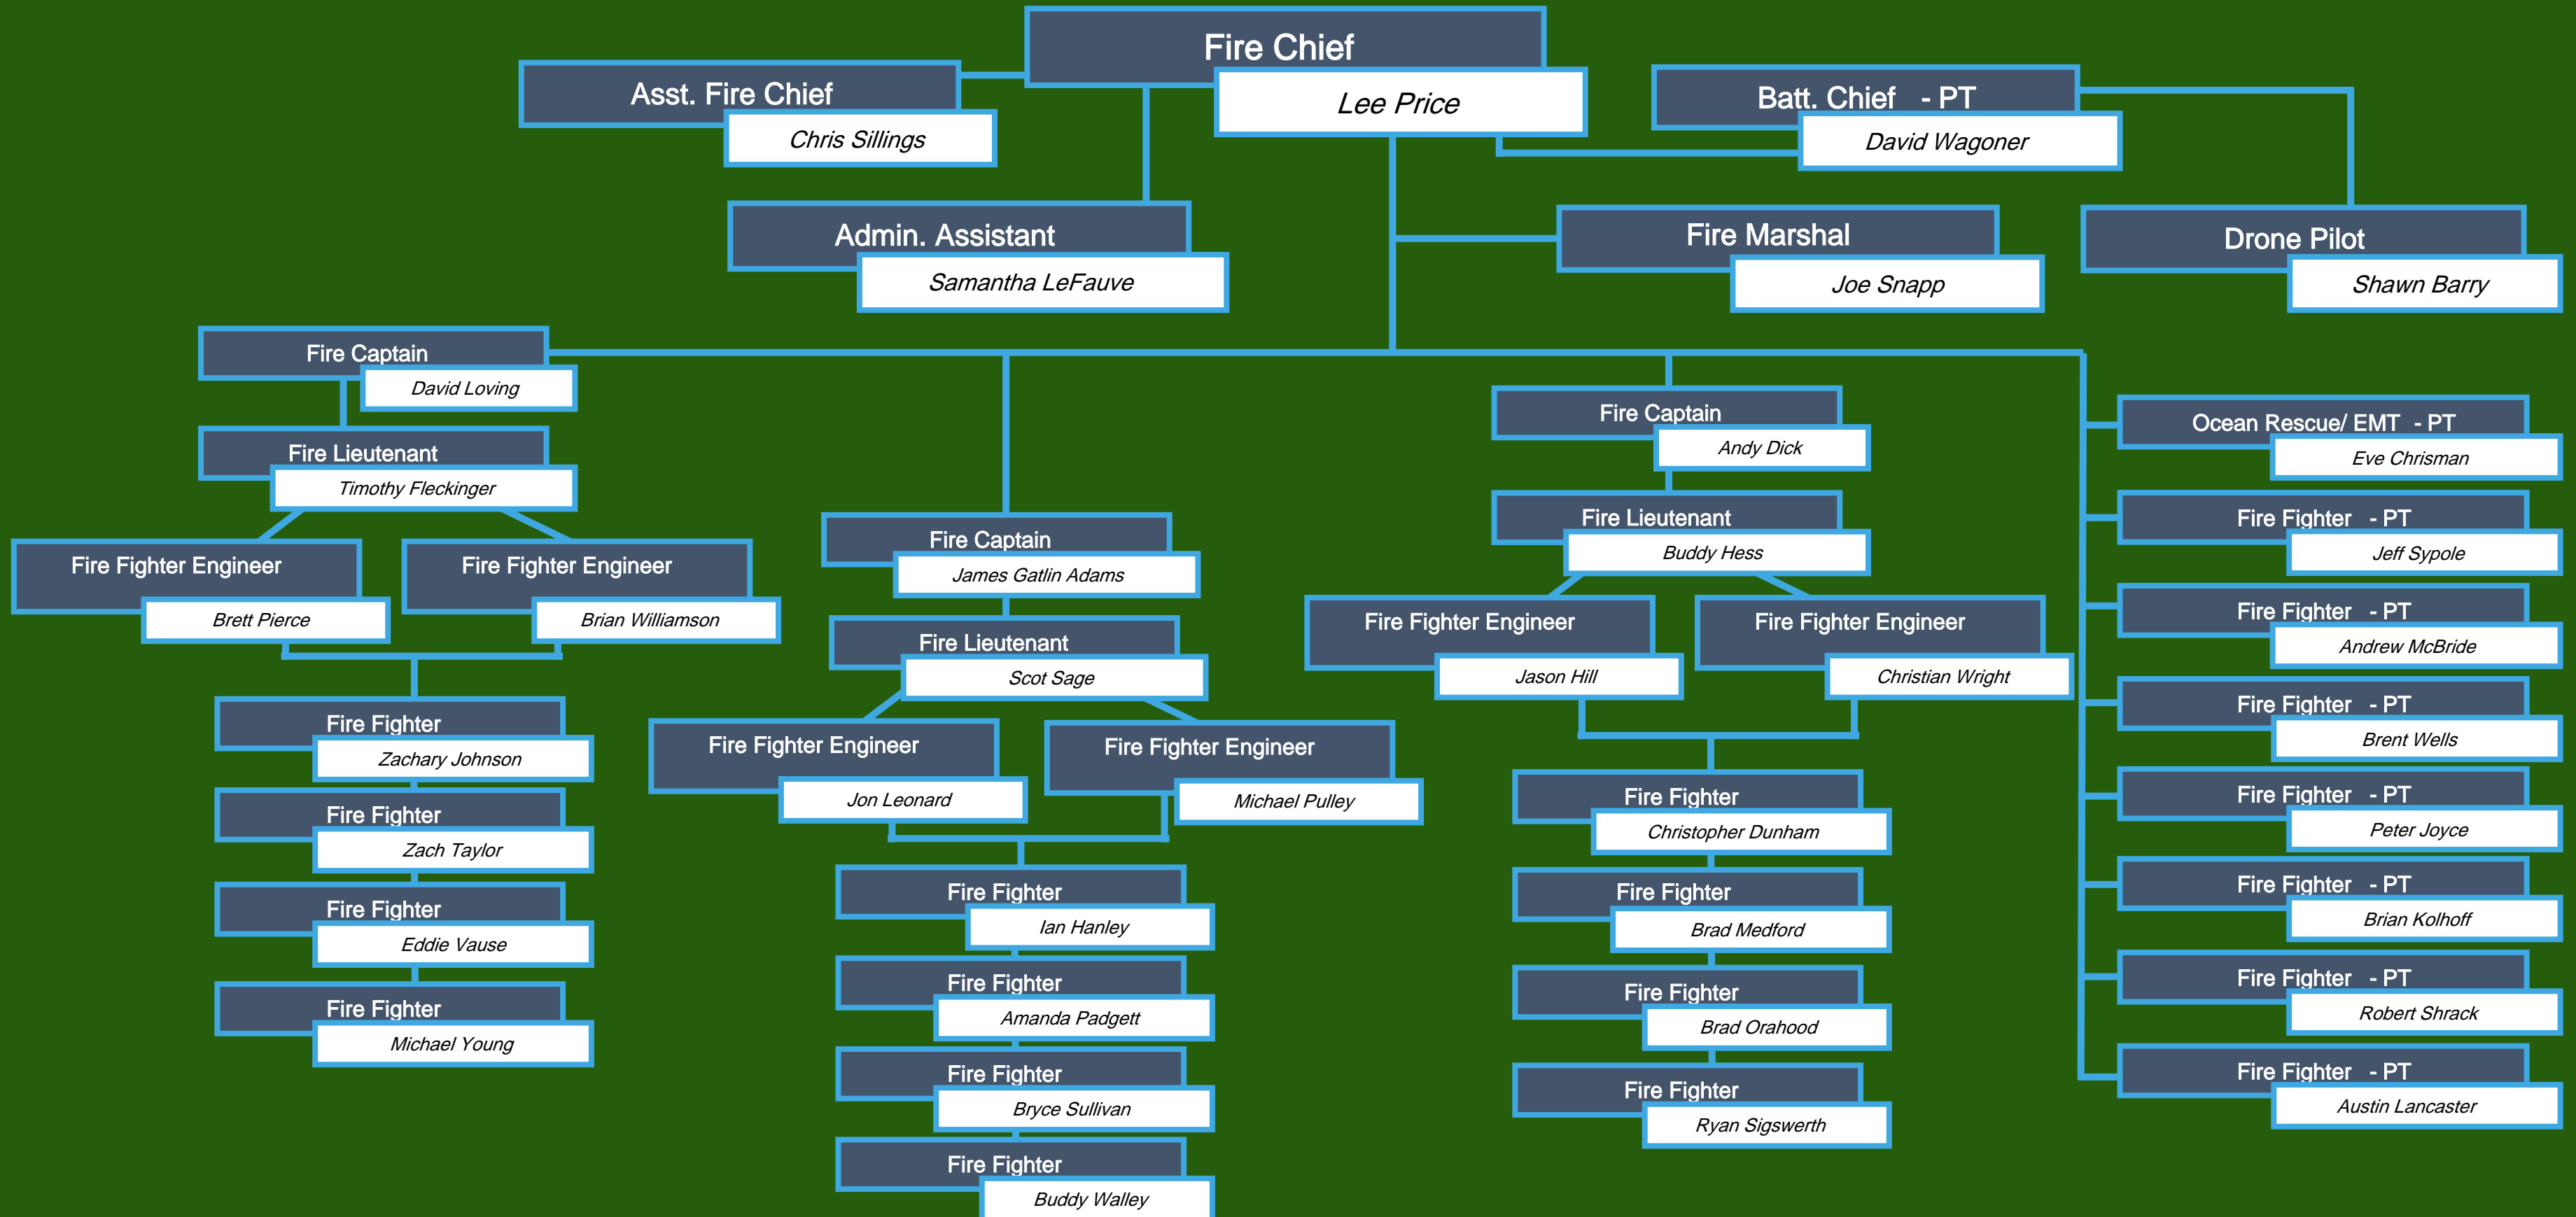 Fire Chief
Lee Price
Asst. Fire Chief
Chris Sillings
Batt. Chief - PT
David Wagoner
Admin. Assistant
Samantha LeFauve
Fire Marshal
Joe Snapp
Drone Pilot
Shawn Barry
Fire Captain
David Loving
Fire Lieutenant
Timothy Fleckinger
Fire Fighter Engineer
Brett Pierce
Fire Fighter Engineer
Brian Williamson
Fire Fighter
Zachary Johnson
Fire Fighter
Zach Taylor
Fire Fighter
Eddie Vause
Fire Fighter
Michael Young
Fire Captain
James Gatlin Adams
Fire Lieutenant
Scot Sage
Fire Fighter Engineer
Jon Leonard
Fire Fighter Engineer
Michael Pulley
Fire Fighter
Ian Hanley
Fire Fighter
Amanda Padgett
Fire Fighter
Bryce Sullivan
Fire Fighter
Buddy Walley
Fire Captain
Andy Dick
Fire Lieutenant
Buddy Hess
Fire Fighter Engineer
Jason Hill
Fire Fighter Engineer
Christian Wright
Fire Fighter
Christopher Dunham
Fire Fighter
Brad Medford
Fire Fighter
Brad Orahood
Fire Fighter
Ryan Sigswerth
Ocean Rescue/ EMT - PT
Eve Chrisman
Fire Fighter - PT
Jeff Sypole
Fire Fighter - PT
Andrew McBride
Fire Fighter - PT
Brent Wells
Fire Fighter - PT
Peter Joyce
Fire Fighter - PT
Brian Kolhoff
Fire Fighter - PT
Robert Shrack
Fire Fighter - PT
Austin Lancaster